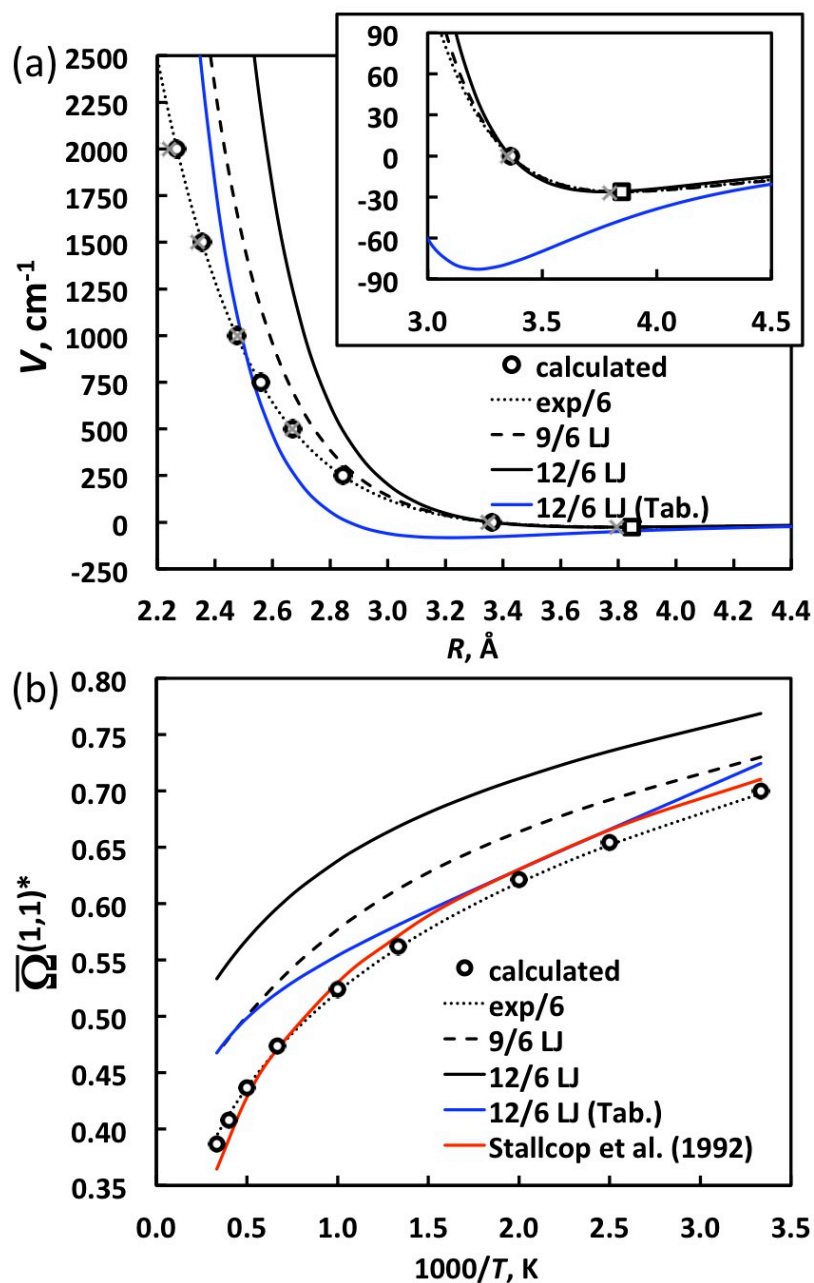 (a)
V, cm⁻¹
2500
2250
2000
1750
1500
1250
1000
750
500
250
0
-250
2.2 2.4 2.6 2.8 3.0 3.2 3.4 3.6 3.8 4.0 4.2 4.4
R, Å
90
60
30
0
-30
-60
-90
3.0 3.5 4.0 4.5
calculated
exp/6
9/6 LJ
12/6 LJ
12/6 LJ (Tab.)
(b)
Ω̅⁽¹,¹⁾*
0.80
0.75
0.70
0.65
0.60
0.55
0.50
0.45
0.40
0.35
calculated
exp/6
9/6 LJ
12/6 LJ
12/6 LJ (Tab.)
Stallcop et al. (1992)
0.0 0.5 1.0 1.5 2.0 2.5 3.0 3.5
1000/T, K